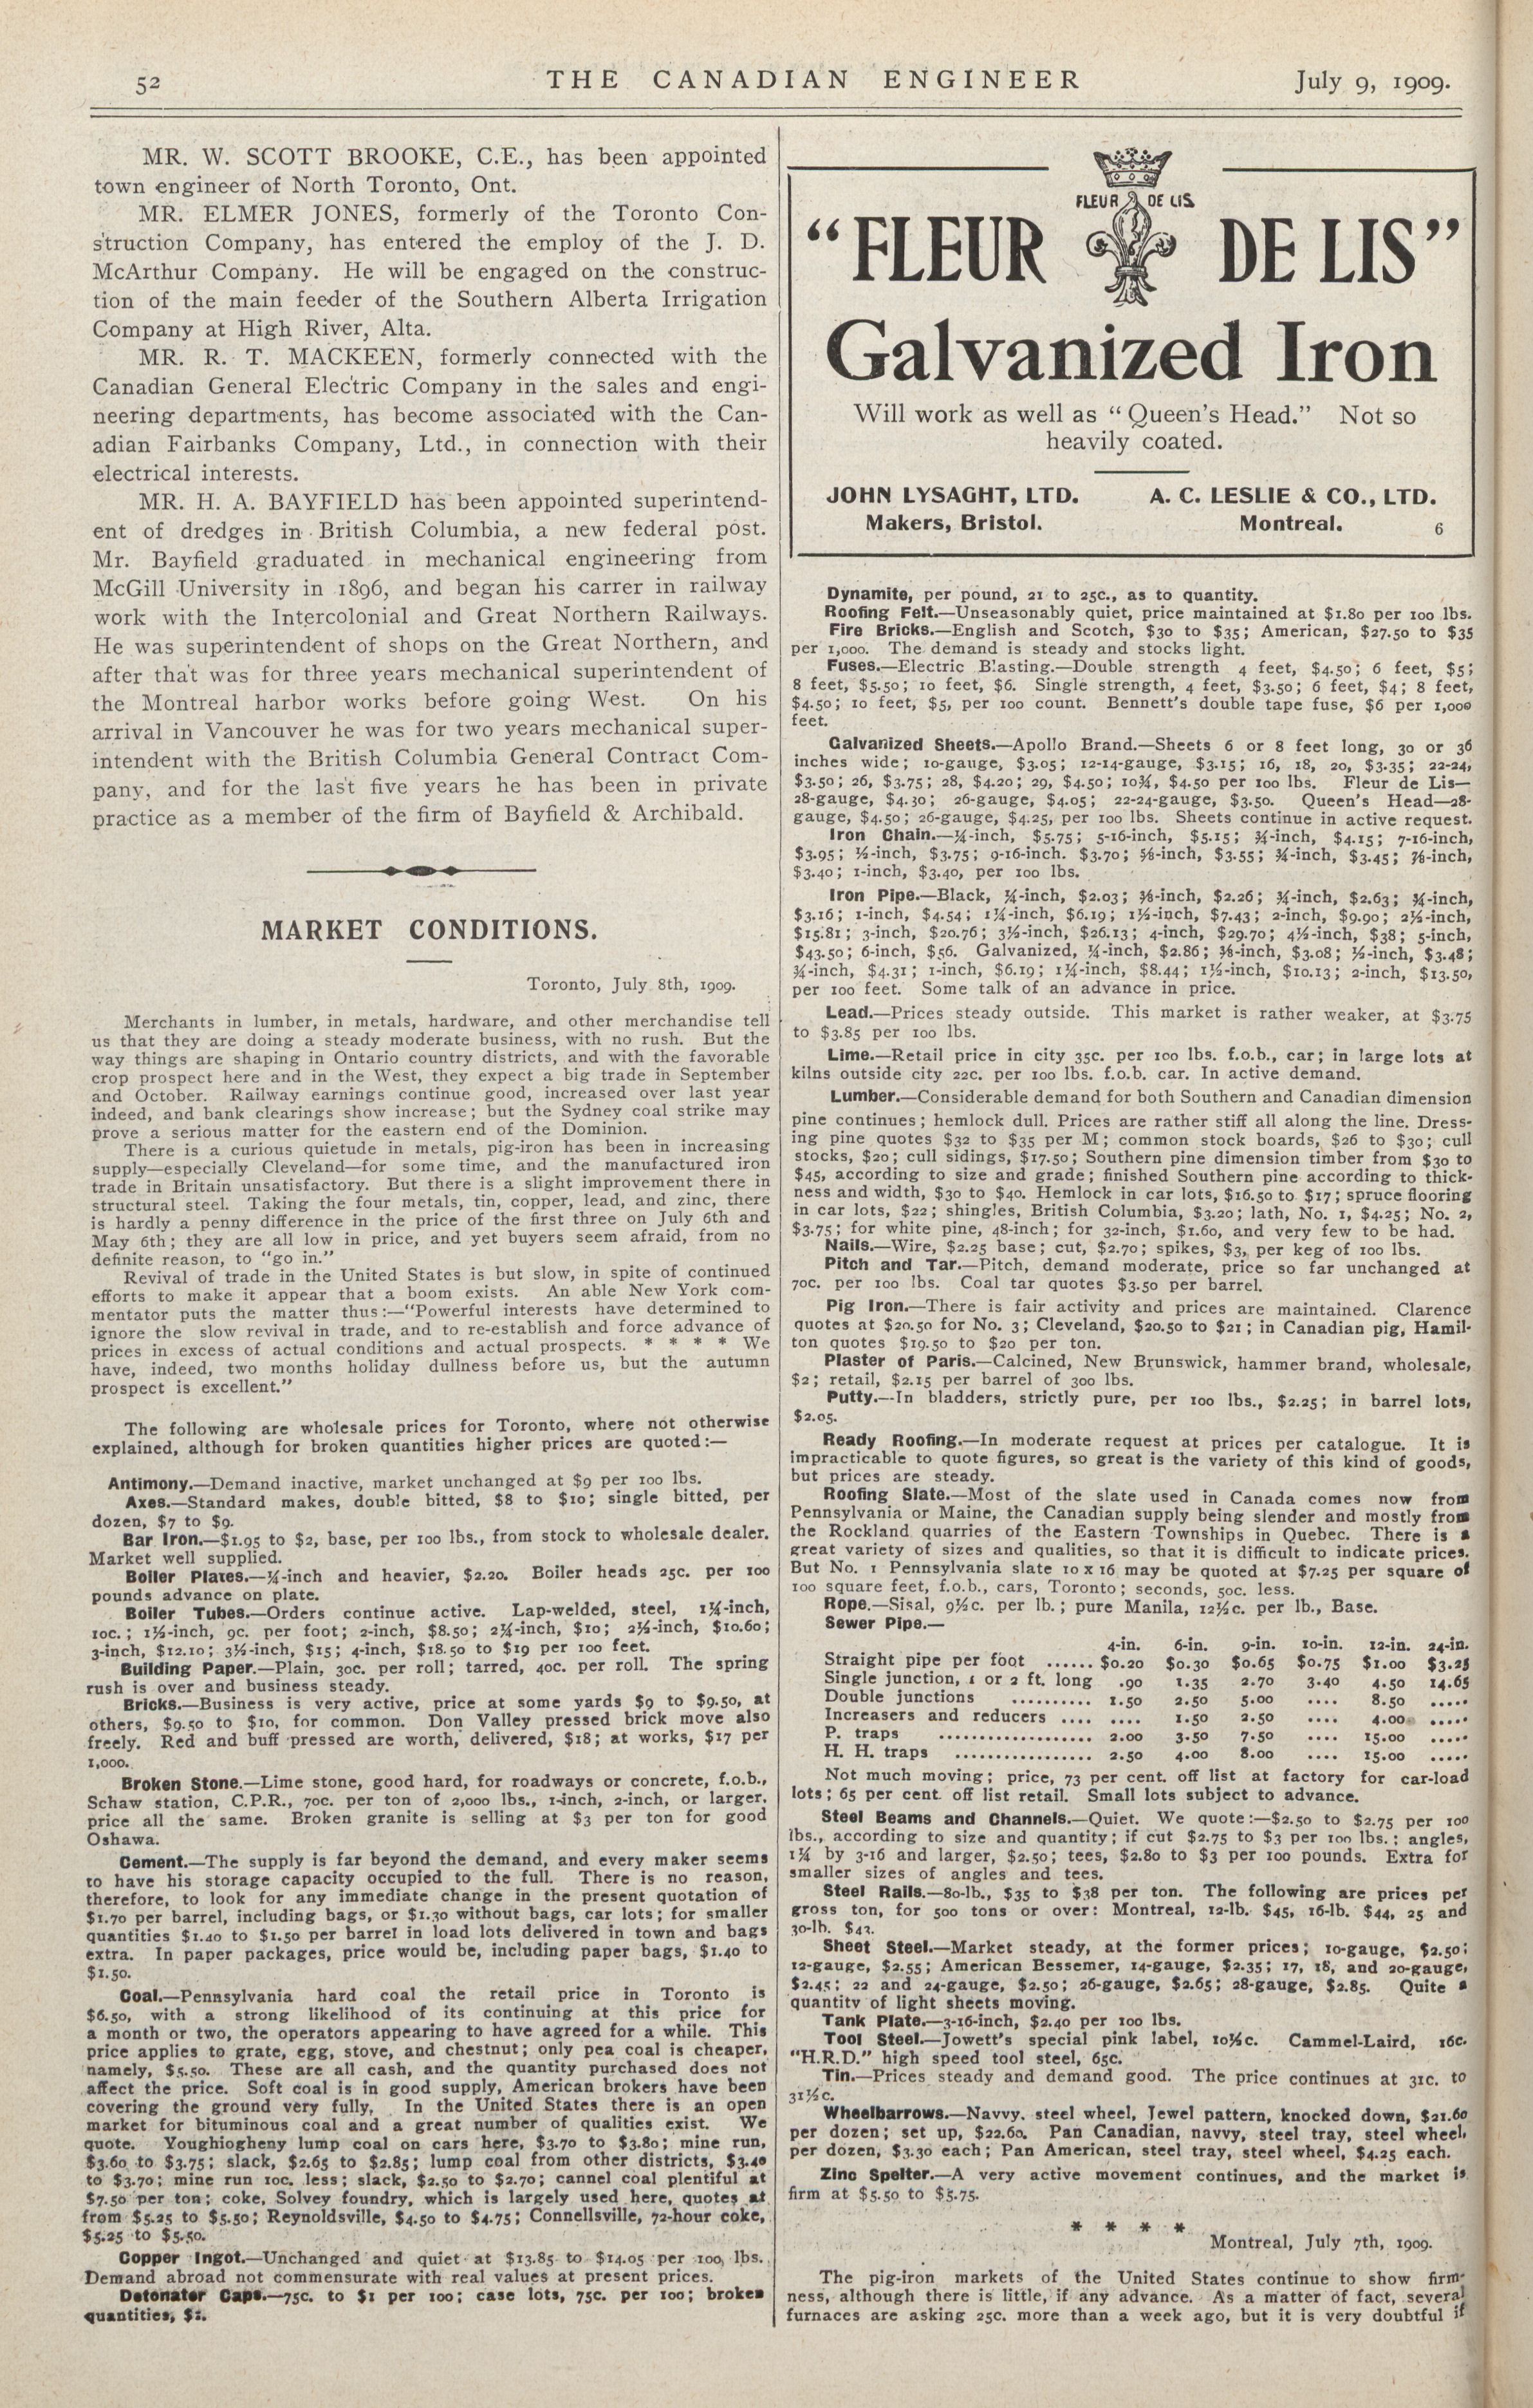 52
THE CANADIAN ENGINEER
July 9, 1909.
MR. W. SCOTT BROOKE, C.E., has been appointed
town engineer of North Toronto, Ont.
MR. ELMER JONES, formerly of the Toronto Con-
struction Company, has entered the employ of the J. D.
McArthur Company. He will be engaged on the construc-
tion of the main feeder of the Southern Alberta Irrigation
Company at High River, Alta.
MR. R. T. MACKEEN, formerly connected with the
Canadian General Electric Company in the sales and engi-
neering departments, has become associated with the Can-
adian Fairbanks Company, Ltd., in connection with their
electrical interests.
MR. H. A. BAYFIELD has been appointed superintend-
ent of dredges in British Columbia, a new federal post.
Mr. Bayfield graduated in mechanical engineering from
McGill University in 1896, and began his carrer in railway
work with the Intercolonial and Great Northern Railways.
He was superintendent of shops on the Great Northern, and
after that was for three years mechanical superintendent of
the Montreal harbor works before going West. On his
arrival in Vancouver he was for two years mechanical super-
intendent with the British Columbia General Contract Com-
pany, and for the last five years he has been in private
practice as a member of the firm of Bayfield & Archibald.
MARKET CONDITIONS.
Toronto, July 8th, 1909.
Merchants in lumber, in metals, hardware, and other merchandise tell
us that they are doing a steady moderate business, with no rush. But the
way things are shaping in Ontario country districts, and with the favorable
crop prospect here and in the West, they expect a big trade in September
and October. Railway earnings continue good, increased over last year
indeed, and bank clearings show increase; but the Sydney coal strike may
prove a serious matter for the eastern end of the Dominion.
There is a curious quietude in metals, pig-iron has been in increasing
supply—especially Cleveland—for some time, and the manufactured iron
trade in Britain unsatisfactory. But there is a slight improvement there in
structural steel. Taking the four metals, tin, copper, lead, and zinc, there
is hardly a penny difference in the price of the first three on July 6th and
May 6th; they are all low in price, and yet buyers seem afraid, from no
definite reason, to "go in."
Revival of trade in the United States is but slow, in spite of continued
efforts to make it appear that a boom exists. An able New York com-
mentator puts the matter thus:—"Powerful interests have determined to
ignore the slow revival in trade, and to re-establish and force advance of
prices in excess of actual conditions and actual prospects. * * * * We
have, indeed, two months holiday dullness before us, but the autumn
prospect is excellent."
The following are wholesale prices for Toronto, where not otherwise
explained, although for broken quantities higher prices are quoted:—
Antimony.—Demand inactive, market unchanged at $9 per 100 lbs.
Axes.—Standard makes, double bitted, $8 to $10; single bitted, per
dozen, $7 to $9.
Bar Iron.—$1.95 to $2, base, per 100 lbs., from stock to wholesale dealer.
Market well supplied.
Boiler Plates.—¼-inch and heavier, $2.20. Boiler heads 25c. per 100
pounds advance on plate.
Boiler Tubes.—Orders continue active. Lap-welded, steel, 1¼-inch,
10c.; 1½-inch, 9c. per foot; 2-inch, $8.50; 2¼-inch, $10; 2½-inch, $10.60;
3-inch, $12.10; 3½-inch, $15; 4-inch, $18.50 to $19 per 100 feet.
Building Paper.—Plain, 30c. per roll; tarred, 40c. per roll. The spring
rush is over and business steady.
Bricks.—Business is very active, price at some yards $9 to $9.50, at
others, $9.50 to $10, for common. Don Valley pressed brick move also
freely. Red and buff pressed are worth, delivered, $18; at works, $17 per
1,000.
Broken Stone.—Lime stone, good hard, for roadways or concrete, f.o.b.,
Schaw station, C.P.R., 70c. per ton of 2,000 lbs., 1-inch, 2-inch, or larger,
price all the same. Broken granite is selling at $3 per ton for good
Oshawa.
Cement.—The supply is far beyond the demand, and every maker seems
to have his storage capacity occupied to the full. There is no reason,
therefore, to look for any immediate change in the present quotation of
$1.70 per barrel, including bags, or $1.30 without bags, car lots; for smaller
quantities $1.40 to $1.50 per barrel in load lots delivered in town and bags
extra. In paper packages, price would be, including paper bags, $1.40 to
$1.50.
Coal.—Pennsylvania hard coal the retail price in Toronto is
$6.50, with a strong likelihood of its continuing at this price for
a month or two, the operators appearing to have agreed for a while. This
price applies to grate, egg, stove, and chestnut; only pea coal is cheaper,
namely, $5.50. These are all cash, and the quantity purchased does not
affect the price. Soft coal is in good supply, American brokers have been
covering the ground very fully. In the United States there is an open
market for bituminous coal and a great number of qualities exist. We
quote. Youghiogheny lump coal on cars here, $3.70 to $3.80; mine run,
$3.60 to $3.75; slack, $2.65 to $2.85; lump coal from other districts, $3.40
to $3.70; mine run 10c. less; slack, $2.50 to $2.70; cannel coal plentiful at
$7.50 per ton; coke, Solvey foundry, which is largely used here, quotes at
from $5.25 to $5.50; Reynoldsville, $4.50 to $4.75; Connellsville, 72-hour coke,
$5.25 to $5.50.
Copper Ingot.—Unchanged and quiet at $13.85 to $14.05 per 100 lbs.
Demand abroad not commensurate with real values at present prices.
Detonator Caps.—75c. to $1 per 100; case lots, 75c. per 100; broken
quantities,
FLEUR DE LIS
"FLEUR DE LIS"
Galvanized Iron
Will work as well as "Queen's Head." Not so
heavily coated.
JOHN LYSAGHT, LTD.
Makers, Bristol.
A. C. LESLIE & CO., LTD.
Montreal.
6
Dynamite, per pound, 21 to 25c., as to quantity.
Roofing Felt.—Unseasonably quiet, price maintained at $1.80 per 100 lbs.
Fire Bricks.—English and Scotch, $30 to $35; American, $27.50 to $35
per 1,000. The demand is steady and stocks light.
Fuses.—Electric Blasting.—Double strength 4 feet, $4.50; 6 feet, $5;
8 feet, $5.50; 10 feet, $6. Single strength, 4 feet, $3.50; 6 feet, $4; 8 feet,
$4.50; 10 feet, $5, per 100 count. Bennett's double tape fuse, $6 per 1,000
feet.
Galvanized Sheets.—Apollo Brand.—Sheets 6 or 8 feet long, 30 or 36
inches wide; 10-gauge, $3.05; 12-14-gauge, $3.15; 16, 18, 20, $3.35; 22-24,
$3.50; 26, $3.75; 28, $4.20; 29, $4.50; 10¾, $4.50 per 100 lbs. Fleur de Lis—
28-gauge, $4.30; 26-gauge, $4.05; 22-24-gauge, $3.50. Queen's Head—28-
gauge, $4.50; 26-gauge, $4.25, per 100 lbs. Sheets continue in active request.
Iron Chain.—¼-inch, $5.75; 5-16-inch, $5.15; ¾-inch, $4.15; 7-16-inch,
$3.95; ½-inch, $3.75; 9-16-inch. $3.70; ⅝-inch, $3.55; ¾-inch, $3.45; ⅞-inch,
$3.40; 1-inch, $3.40, per 100 lbs.
Iron Pipe.—Black, ¼-inch, $2.03; ⅜-inch, $2.26; ¾-inch, $2.63; ¾-inch,
$3.16; 1-inch, $4.54; 1¼-inch, $6.19; 1½-inch, $7.43; 2-inch, $9.90; 2½-inch,
$15.81; 3-inch, $20.76; 3½-inch, $26.13; 4-inch, $29.70; 4½-inch, $38; 5-inch,
$43.50; 6-inch, $56. Galvanized, ¼-inch, $2.86; ⅜-inch, $3.08; ½-inch, $3.48;
¾-inch, $4.31; 1-inch, $6.19; 1¼-inch, $8.44; 1½-inch, $10.13; 2-inch, $13.50,
per 100 feet. Some talk of an advance in price.
Lead.—Prices steady outside. This market is rather weaker, at $3.75
to $3.85 per 100 lbs.
Lime.—Retail price in city 35c. per 100 lbs. f.o.b., car; in large lots at
kilns outside city 22c. per 100 lbs. f.o.b. car. In active demand.
Lumber.—Considerable demand for both Southern and Canadian dimension
pine continues; hemlock dull. Prices are rather stiff all along the line. Dress-
ing pine quotes $32 to $35 per M; common stock boards, $26 to $30; cull
stocks, $20; cull sidings, $17.50; Southern pine dimension timber from $30 to
$45, according to size and grade; finished Southern pine according to thick-
ness and width, $30 to $40. Hemlock in car lots, $16.50 to $17; spruce flooring
in car lots, $22; shingles, British Columbia, $3.20; lath, No. 1, $4.25; No. 2,
$3.75; for white pine, 48-inch; for 32-inch, $1.60, and very few to be had.
Nails.—Wire, $2.25 base; cut, $2.70; spikes, $3, per keg of 100 lbs.
Pitch and Tar.—Pitch, demand moderate, price so far unchanged at
70c. per 100 lbs. Coal tar quotes $3.50 per barrel.
Pig Iron.—There is fair activity and prices are maintained. Clarence
quotes at $20.50 for No. 3; Cleveland, $20.50 to $21; in Canadian pig, Hamil-
ton quotes $19.50 to $20 per ton.
Plaster of Paris.—Calcined, New Brunswick, hammer brand, wholesale,
$2; retail, $2.15 per barrel of 300 lbs.
Putty.—In bladders, strictly pure, per 100 lbs., $2.25; in barrel lots,
$2.05.
Ready Roofing.—In moderate request at prices per catalogue. It is
impracticable to quote figures, so great is the variety of this kind of goods,
but prices are steady.
Roofing Slate.—Most of the slate used in Canada comes now from
Pennsylvania or Maine, the Canadian supply being slender and mostly from
the Rockland quarries of the Eastern Townships in Quebec. There is a
great variety of sizes and qualities, so that it is difficult to indicate prices.
But No. 1 Pennsylvania slate 10 x 16 may be quoted at $7.25 per square of
100 square feet, f.o.b., cars, Toronto; seconds, 50c. less.
Rope.—Sisal, 9½c. per lb.; pure Manila, 12½c. per lb., Base.
Sewer Pipe.—
4-in. 6-in. 9-in. 10-in. 12-in. 24-in.
Straight pipe per foot ...... $0.20 $0.30 $0.65 $0.75 $1.00 $3.25
Single junction, 1 or 2 ft. long .90 1.35 2.70 3.40 4.50 14.65
Double junctions .......... 1.50 2.50 5.00 .... 8.50 .....
Increasers and reducers .... .... 1.50 2.50 .... 4.00 .....
P. traps .................. 2.00 3.50 7.50 .... 15.00 .....
H. H. traps ................ 2.50 4.00 8.00 .... 15.00 .....
Not much moving; price, 73 per cent. off list at factory for car-load
lots; 65 per cent. off list retail. Small lots subject to advance.
Steel Beams and Channels.—Quiet. We quote:—$2.50 to $2.75 per 100
lbs., according to size and quantity; if cut $2.75 to $3 per 100 lbs.; angles,
1¼ by 3-16 and larger, $2.50; tees, $2.80 to $3 per 100 pounds. Extra for
smaller sizes of angles and tees.
Steel Rails.—80-lb., $35 to $38 per ton. The following are prices per
gross ton, for 500 tons or over: Montreal, 12-lb. $45, 16-lb. $44, 25 and
30-lb. $43.
Sheet Steel.—Market steady, at the former prices; 10-gauge, $2.50;
12-gauge, $2.55; American Bessemer, 14-gauge, $2.35; 17, 18, and 20-gauge,
$2.45; 22 and 24-gauge, $2.50; 26-gauge, $2.65; 28-gauge, $2.85. Quite a
quantity of light sheets moving.
Tank Plate.—3-16-inch, $2.40 per 100 lbs.
Tool Steel.—Jowett's special pink label, 10½c. Cammel-Laird, 16c.
"H.R.D." high speed tool steel, 65c.
Tin.—Prices steady and demand good. The price continues at 31c. to
31½c.
Wheelbarrows.—Navvy, steel wheel, Jewel pattern, knocked down, $21.60
per dozen; set up, $22.60. Pan Canadian, navvy, steel tray, steel wheel,
per dozen, $3.30 each; Pan American, steel tray, steel wheel, $4.25 each.
Zinc Spelter.—A very active movement continues, and the market is
firm at $5.50 to $5.75.
* * * *
Montreal, July 7th, 1909.
The pig-iron markets of the United States continue to show firm-
ness, although there is little, if any advance. As a matter of fact, several
furnaces are asking 25c. more than a week ago, but it is very doubtful if